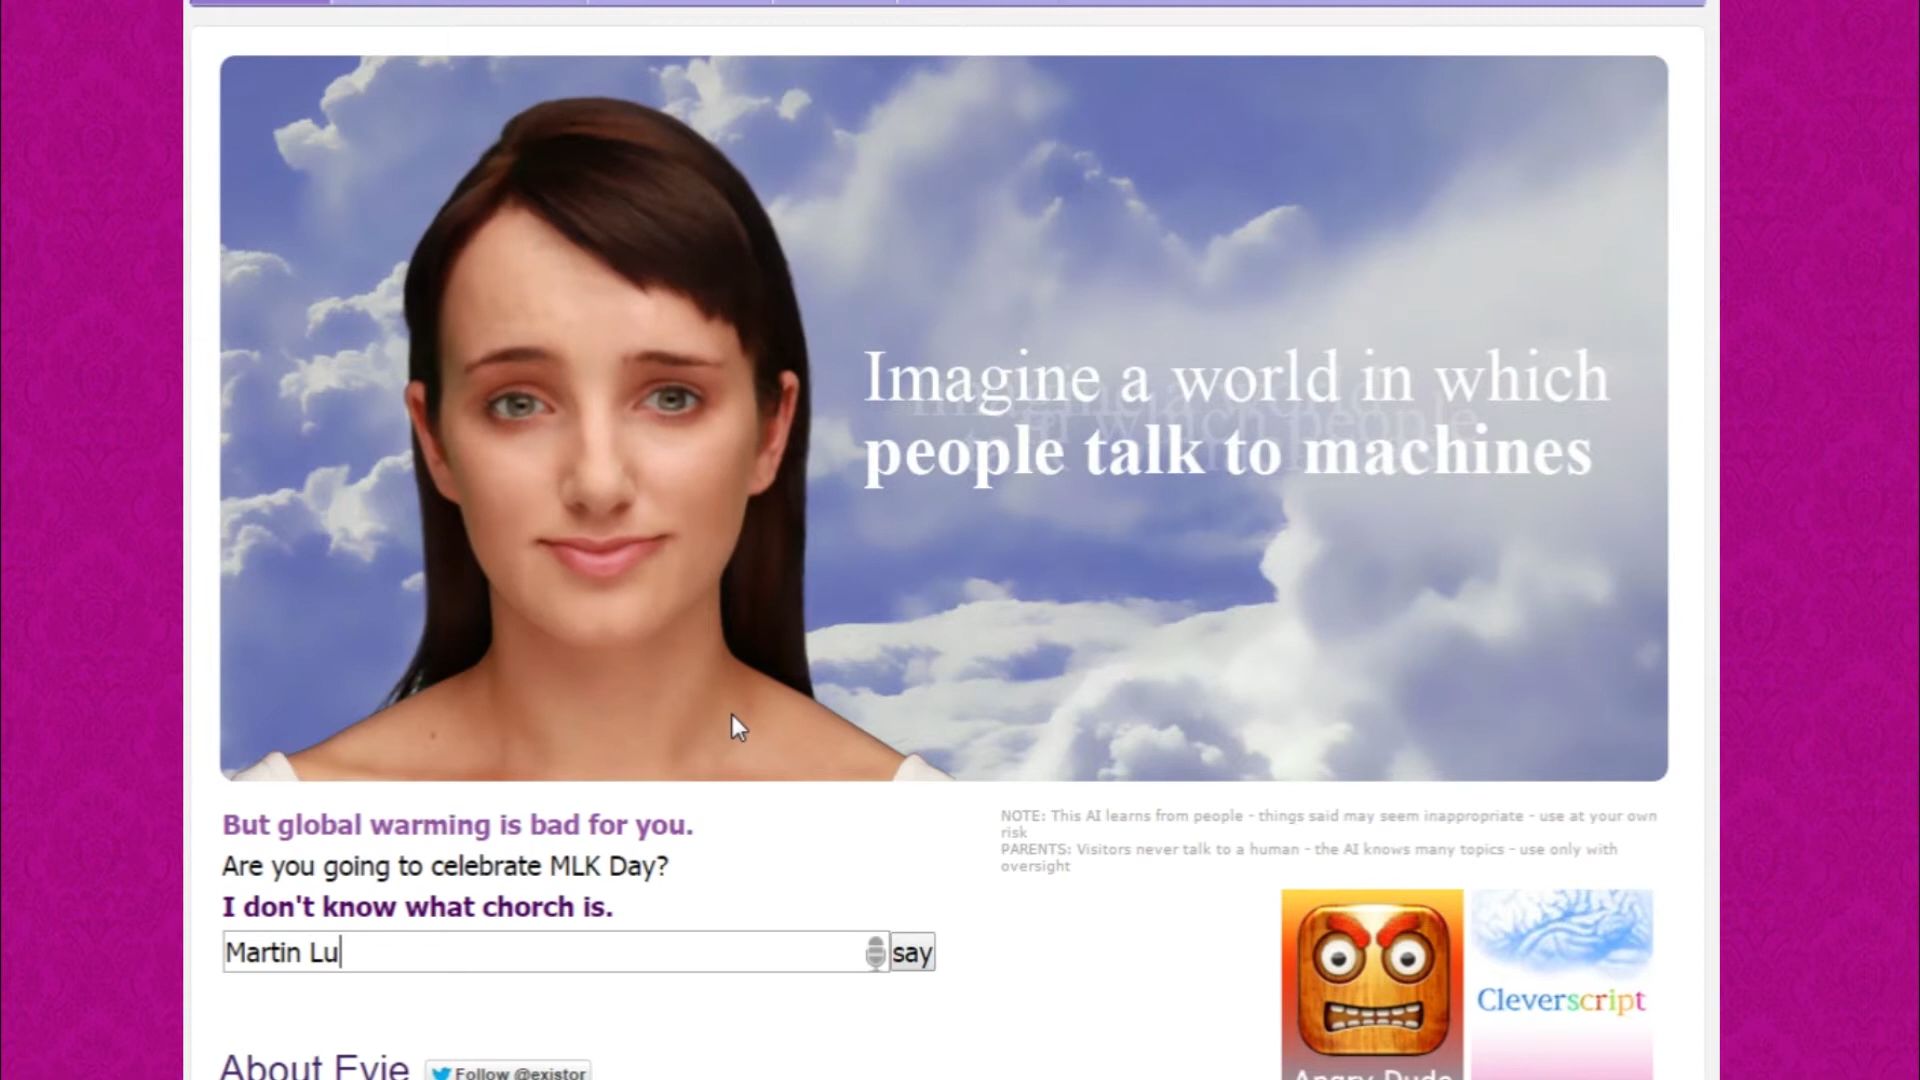 Imagine a world in which
people talk to machines
But global warming is bad for you.
Are you going to celebrate MLK Day?
I don't know what chorch is.
Martin Lu
say
NOTE: This AI learns from people - things said may seem inappropriate - use at your own
risk
PARENTS: Visitors never talk to a human - the AI knows many topics - use only with
oversight
Cleverscript
Angry Dude
About Evie
Follow @existor